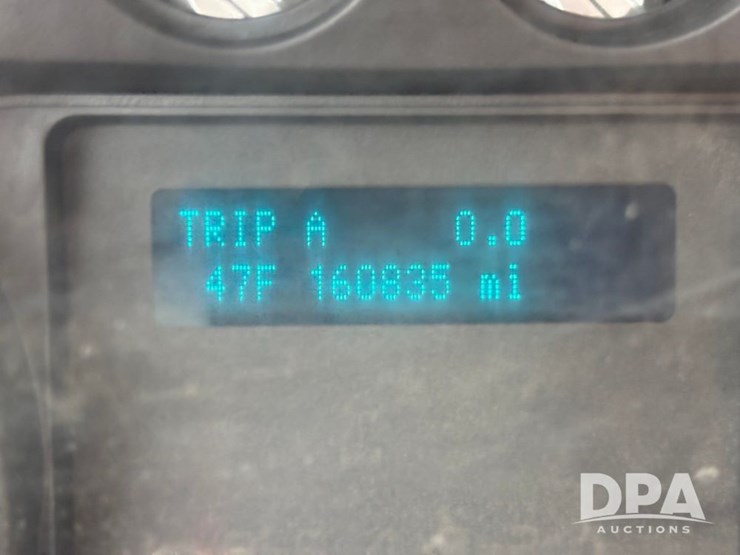 TRIP A 0.0
47F 160835 mi
DPA
AUCTIONS